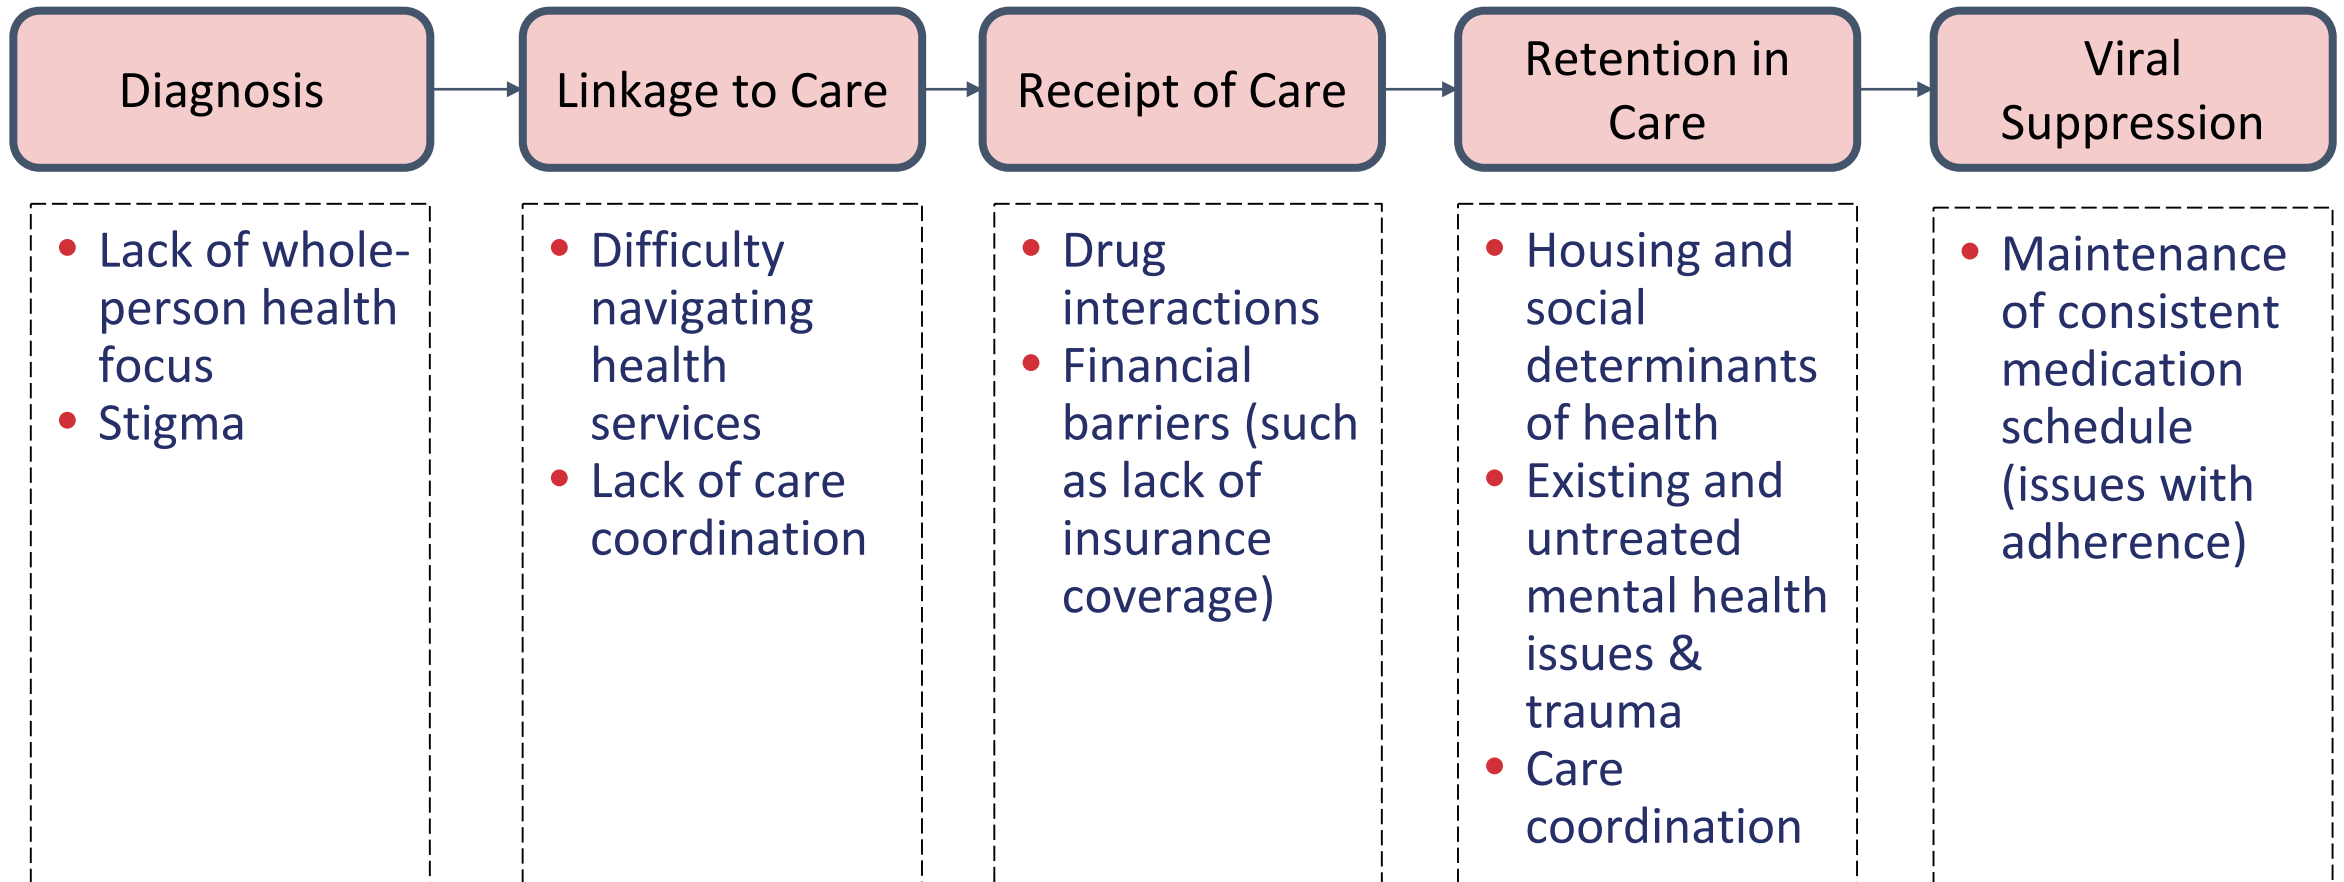 Diagnosis
Linkage to Care
Receipt of Care
Retention in
Care
Viral
Suppression
• Lack of whole-
person health
focus
• Stigma
• Difficulty
navigating
health
services
• Lack of care
coordination
• Drug
interactions
• Financial
barriers (such
as lack of
insurance
coverage)
• Housing and
social
determinants
of health
• Existing and
untreated
mental health
issues &
trauma
• Care
coordination
• Maintenance
of consistent
medication
schedule
(issues with
adherence)